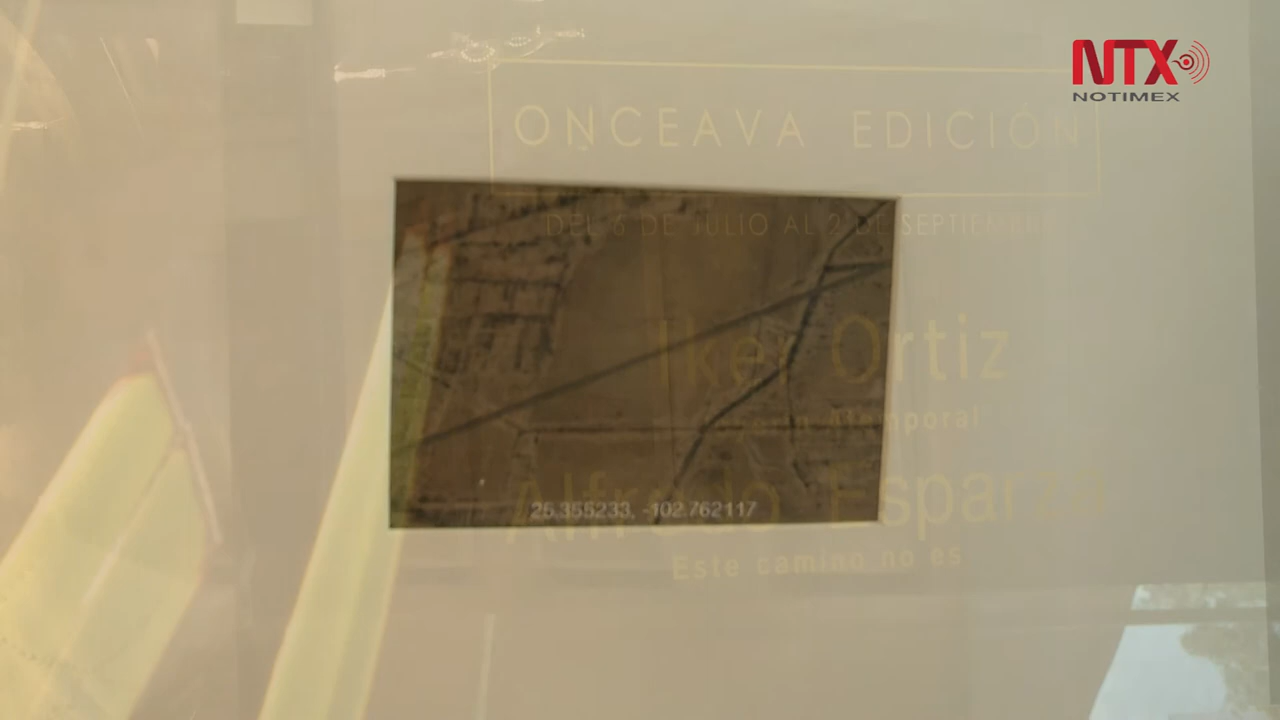 NTX
NOTIMEX
ONCEAVA EDICIÓN
DEL 6 DE JULIO AL 2 DE SEPTIEMBRE
Iker Ortiz
Alfredo Esparza
25.355233, -102.762117
Este camino no es